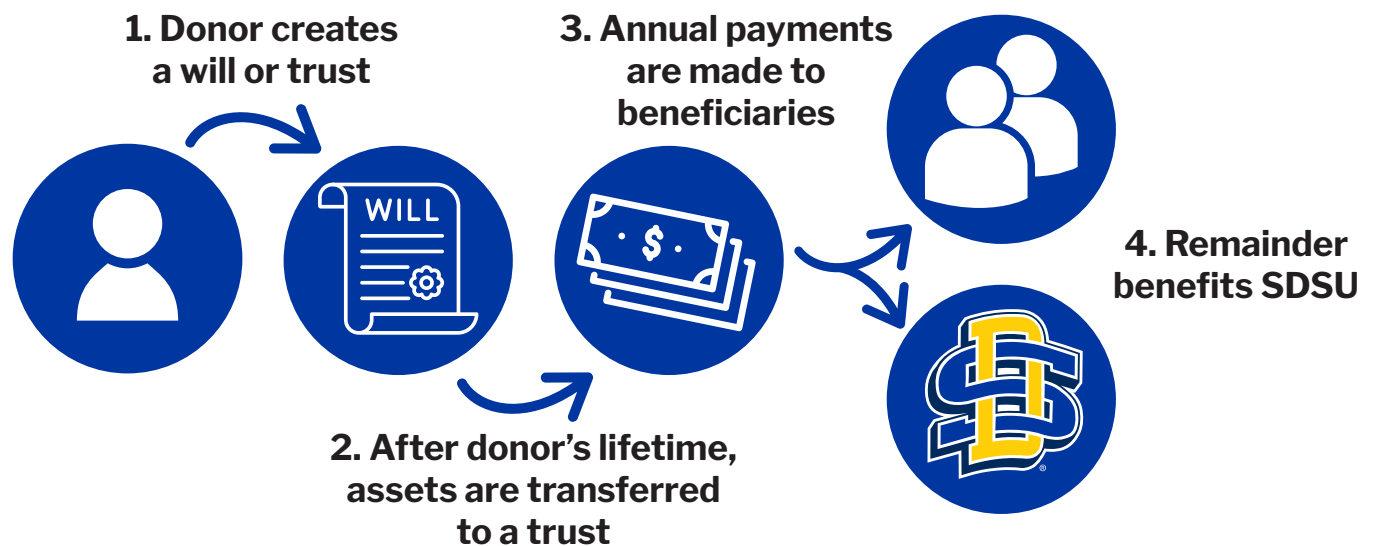 1. Donor creates
a will or trust
WILL
2. After donor’s lifetime,
assets are transferred
to a trust
3. Annual payments
are made to
beneficiaries
$
4. Remainder
benefits SDSU
SD
®